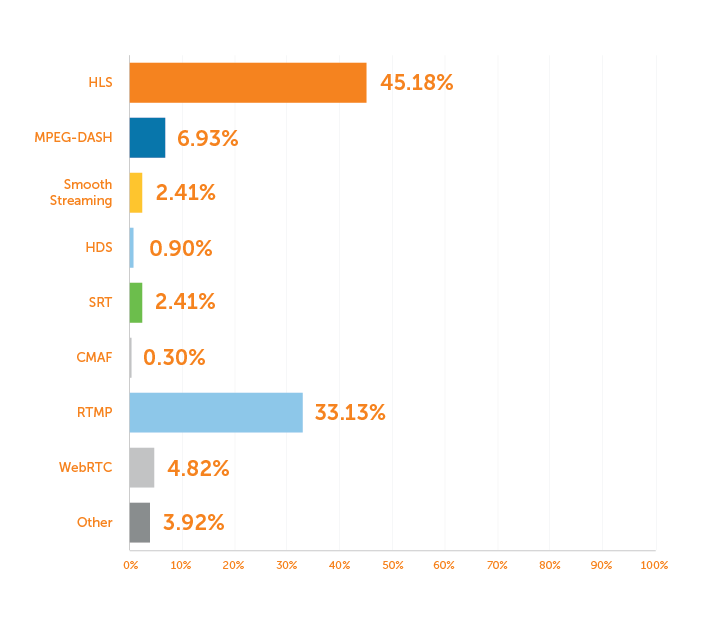 HLS
45.18%
MPEG-DASH
6.93%
Smooth
Streaming
2.41%
HDS
0.90%
SRT
2.41%
CMAF
0.30%
RTMP
33.13%
WebRTC
4.82%
Other
3.92%
0% 10% 20% 30% 40% 50% 60% 70% 80% 90% 100%